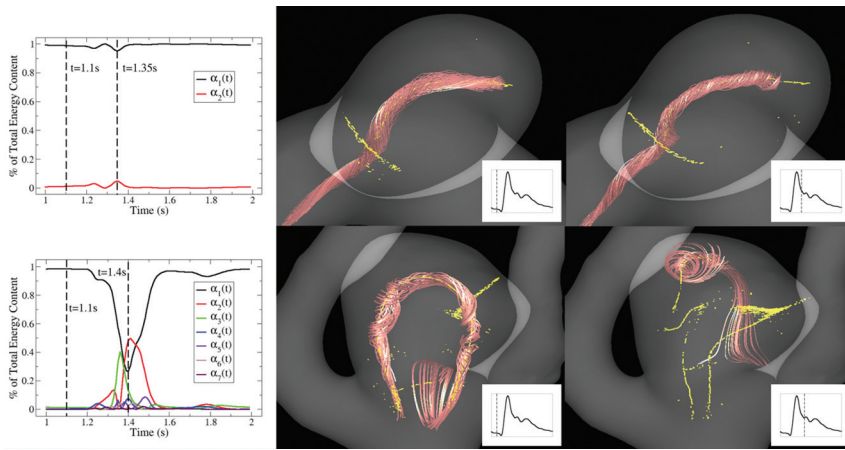 % of Total Energy Content
1
0.8
0.6
0.4
0.2
0
t=1.1s
t=1.35s
α1(t)
α2(t)
1 1.2 1.4 1.6 1.8 2
Time (s)
% of Total Energy Content
1
0.8
0.6
0.4
0.2
0
t=1.4s
t=1.1s
α1(t)
α2(t)
α3(t)
α4(t)
α5(t)
α6(t)
α7(t)
1 1.2 1.4 1.6 1.8 2
Time (s)